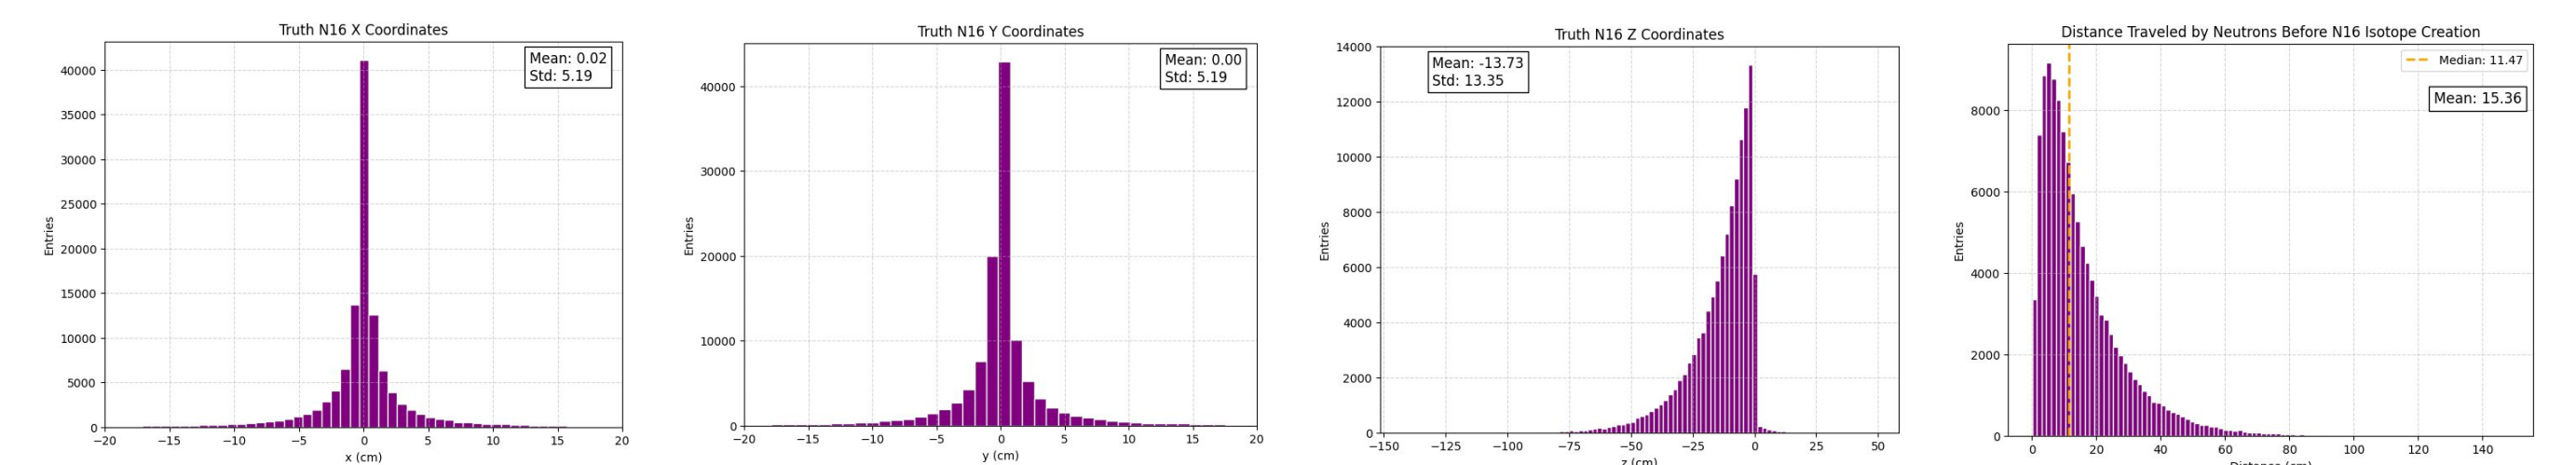 Truth N16 X Coordinates
Mean: 0.02
Std: 5.19
40000
35000
30000
25000
20000
15000
10000
5000
0
Entries
−20 −15 −10 −5 0 5 10 15 20
x (cm)
Truth N16 Y Coordinates
Mean: 0.00
Std: 5.19
40000
30000
20000
10000
0
Entries
−20 −15 −10 −5 0 5 10 15 20
y (cm)
Truth N16 Z Coordinates
Mean: -13.73
Std: 13.35
14000
12000
10000
8000
6000
4000
2000
0
Entries
−150 −125 −100 −75 −50 −25 0 25 50
z (cm)
Distance Traveled by Neutrons Before N16 Isotope Creation
Median: 11.47
Mean: 15.36
8000
6000
4000
2000
0
Entries
0 20 40 60 80 100 120 140
Distance (cm)